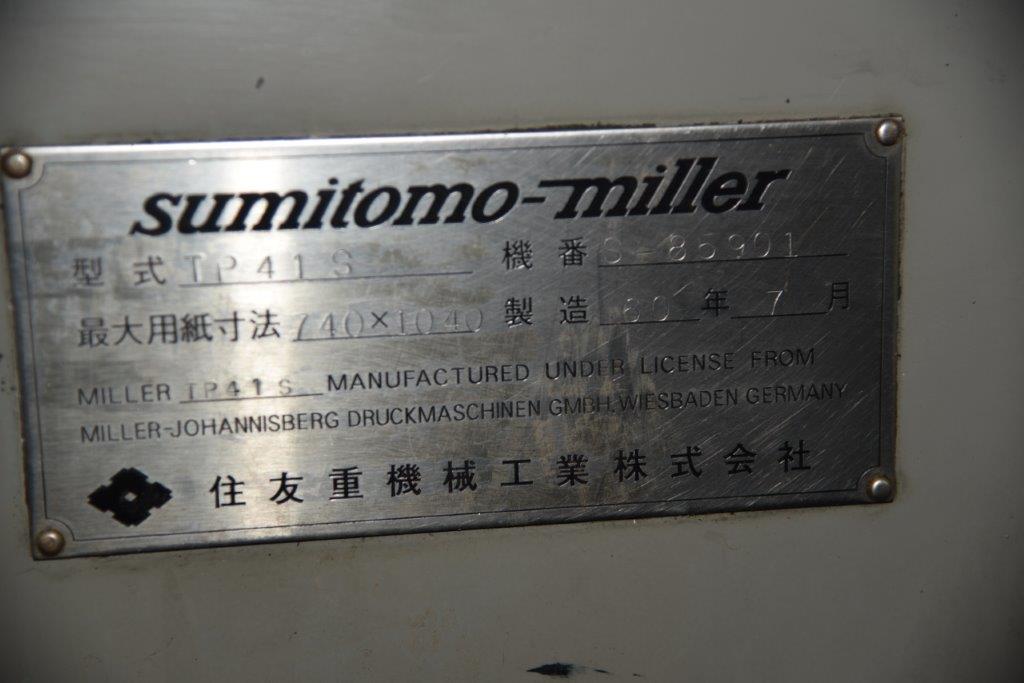 sumitomo-miller
型式 TP41S 機番 S-85901
最大用紙寸法 740×1040 製造 60年 7月
MILLER TP41S MANUFACTURED UNDER LICENSE FROM
MILLER-JOHANNISBERG DRUCKMASCHINEN GMBH.WIESBADEN GERMANY
住友重機械工業株式会社